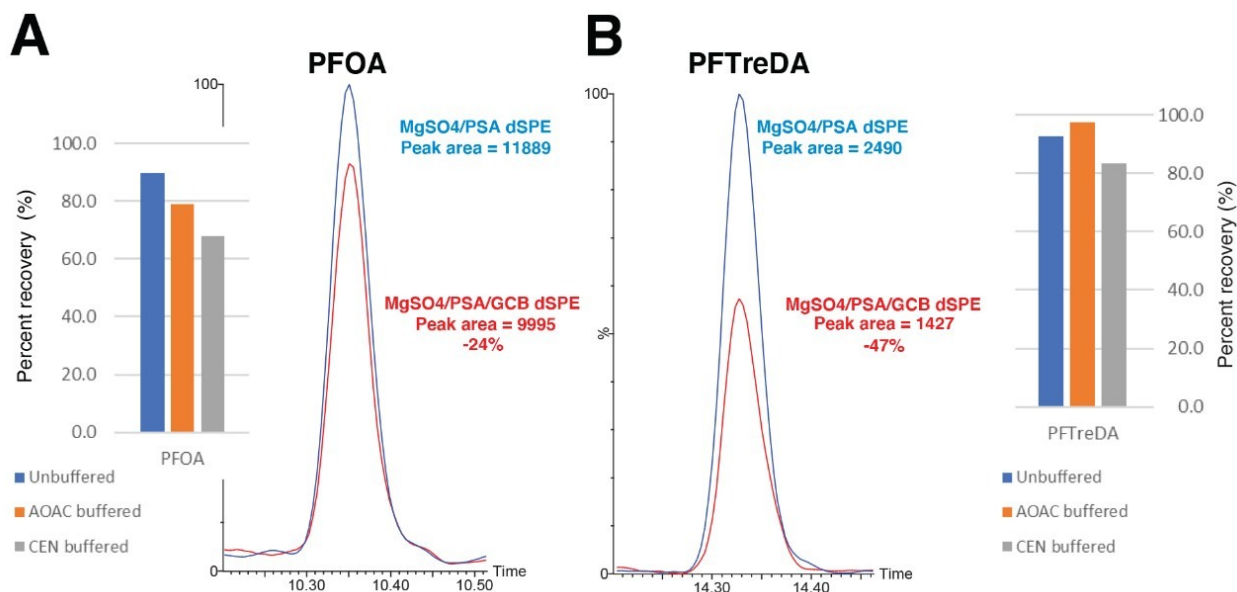 A
PFOA
100
MgSO4/PSA dSPE
Peak area = 11889
MgSO4/PSA/GCB dSPE
Peak area = 9995
-24%
Percent recovery (%)
100.0
80.0
60.0
40.0
20.0
0.0
PFOA
Unbuffered
AOAC buffered
CEN buffered
0
10.30
10.40
10.50
Time
B
PFTreDA
100
%
MgSO4/PSA dSPE
Peak area = 2490
MgSO4/PSA/GCB dSPE
Peak area = 1427
-47%
0
14.30
14.40
Time
100.0
80.0
60.0
40.0
20.0
0.0
Percent recovery (%)
PFTreDA
Unbuffered
AOAC buffered
CEN buffered